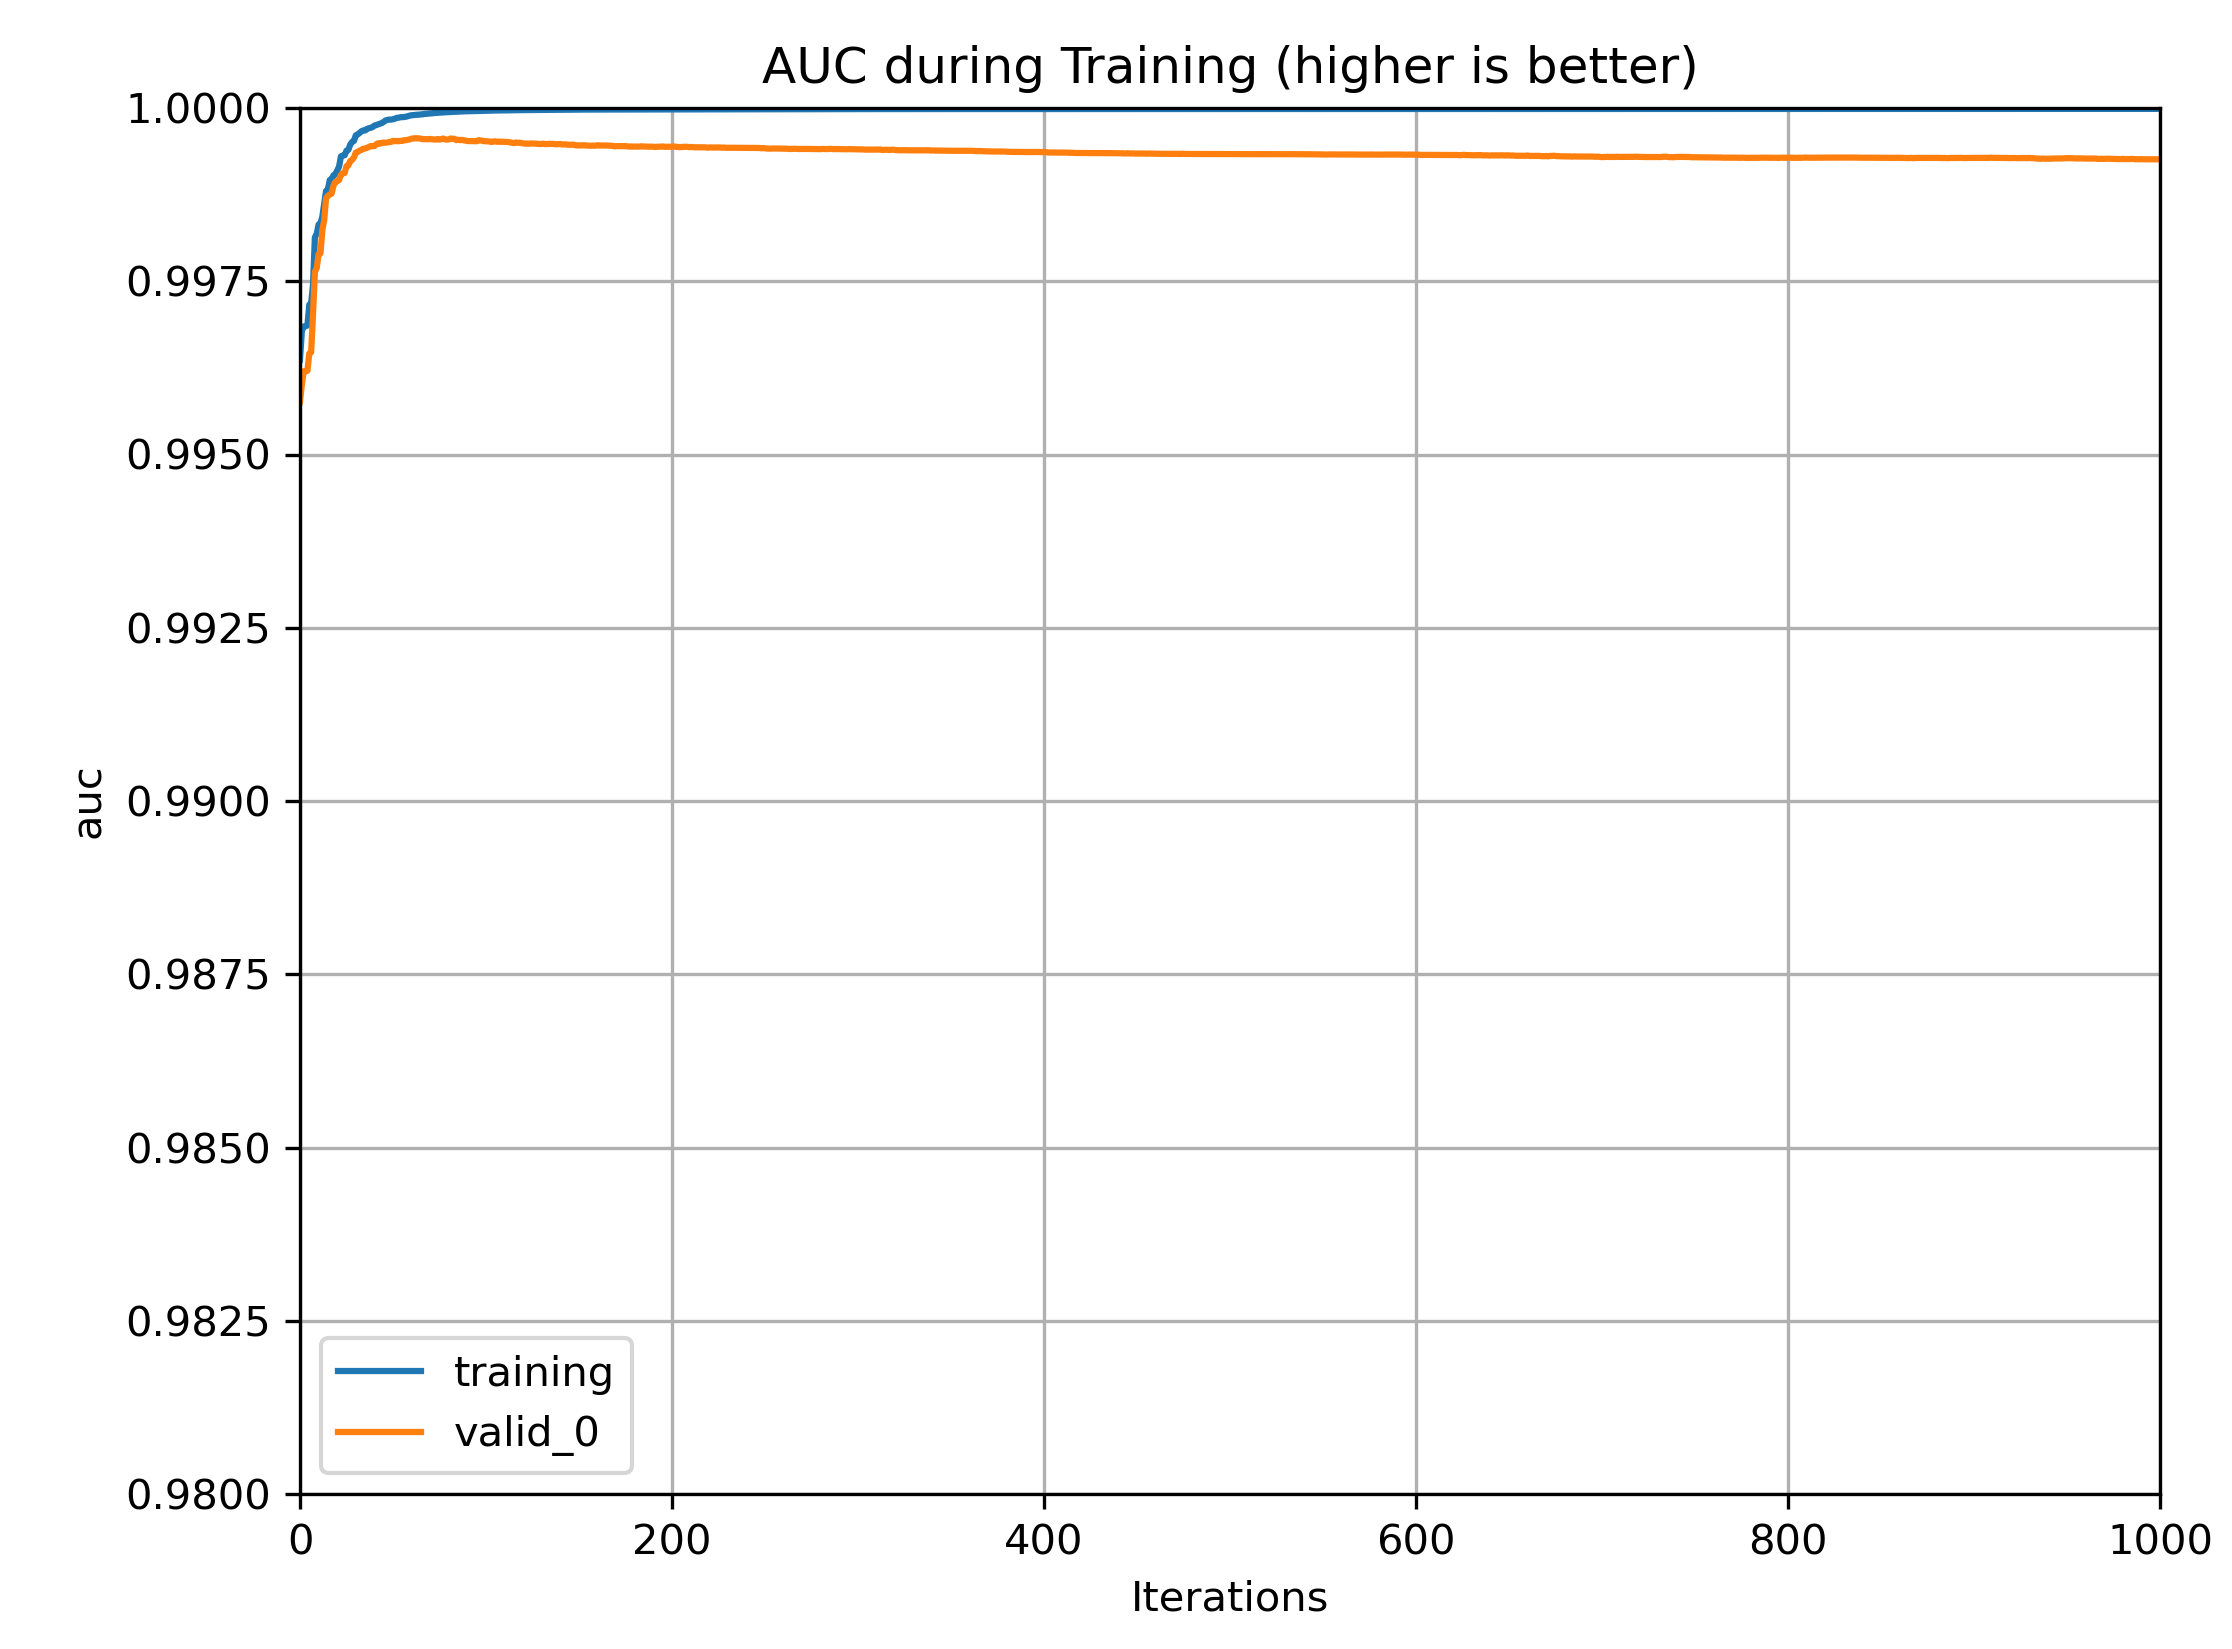 AUC during Training (higher is better)
1.0000
0.9975
0.9950
0.9925
0.9900
0.9875
0.9850
0.9825
0.9800
auc
training
valid_0
0 200 400 600 800 1000
Iterations